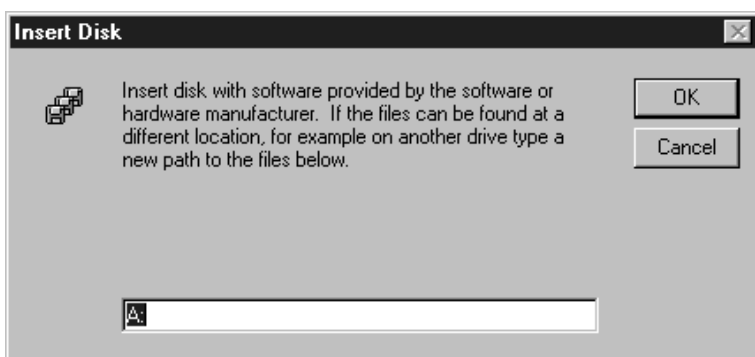 Insert Disk
Insert disk with software provided by the software or
hardware manufacturer.  If the files can be found at a
different location, for example on another drive type a
new path to the files below.
OK
Cancel
A: